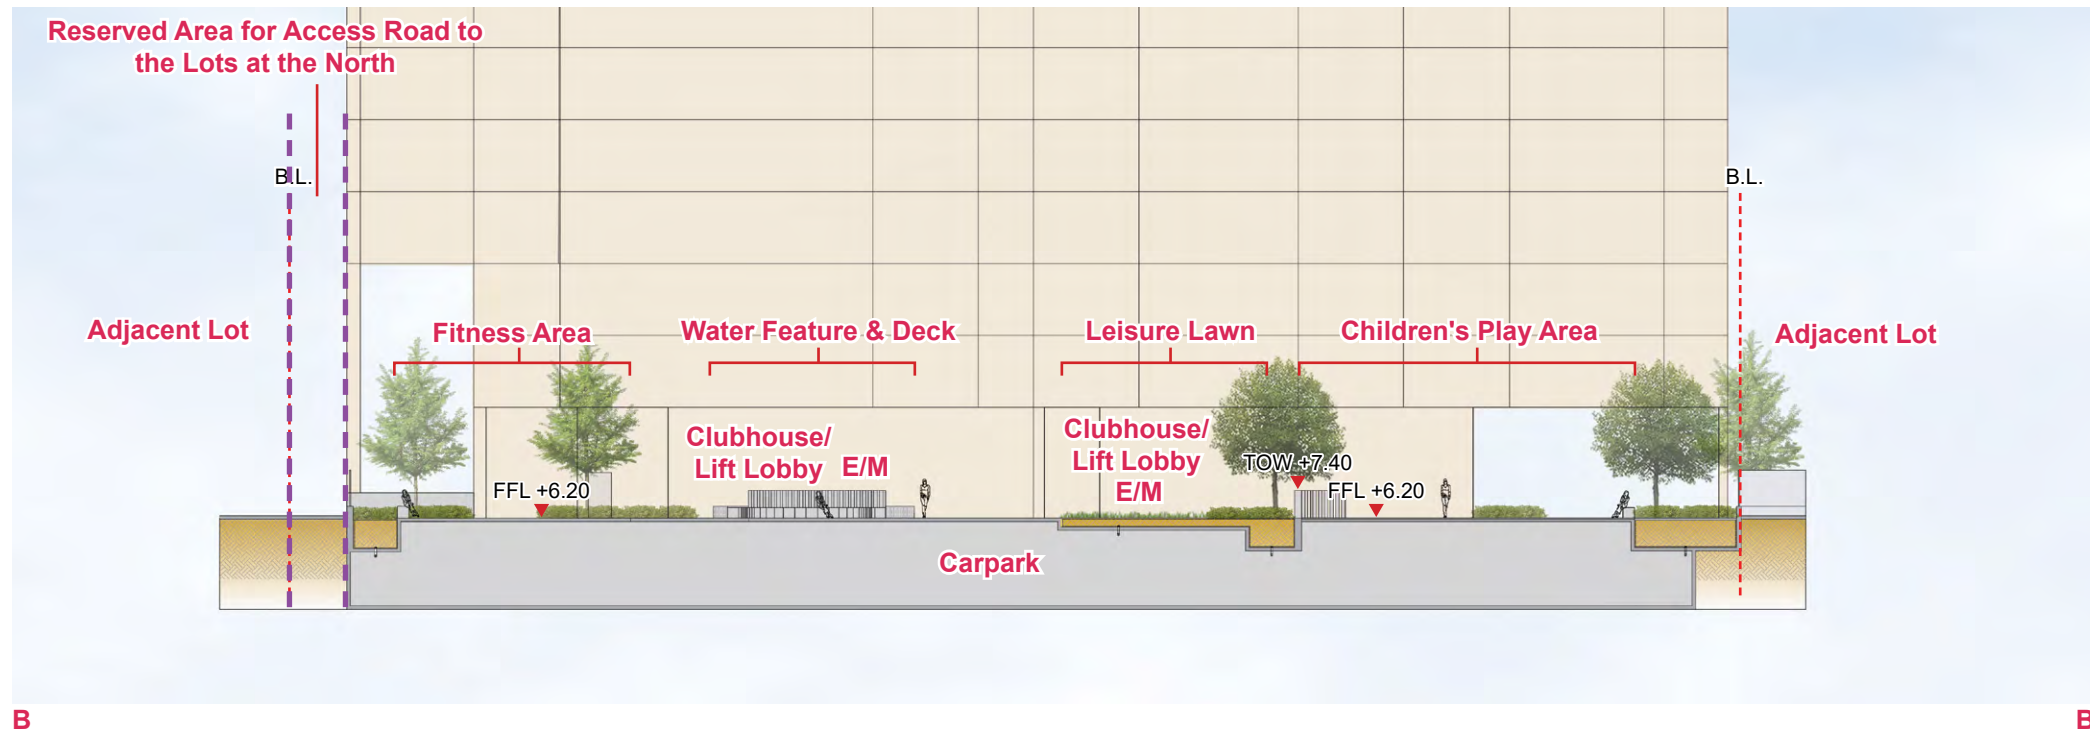 Reserved Area for Access Road to
the Lots at the North
B.L.
B.L.
Adjacent Lot
Fitness Area
Water Feature & Deck
Leisure Lawn
Children's Play Area
Adjacent Lot
Clubhouse/
Lift Lobby E/M
Clubhouse/
Lift Lobby
E/M
TOW +7.40
FFL +6.20
FFL +6.20
Carpark
B
B